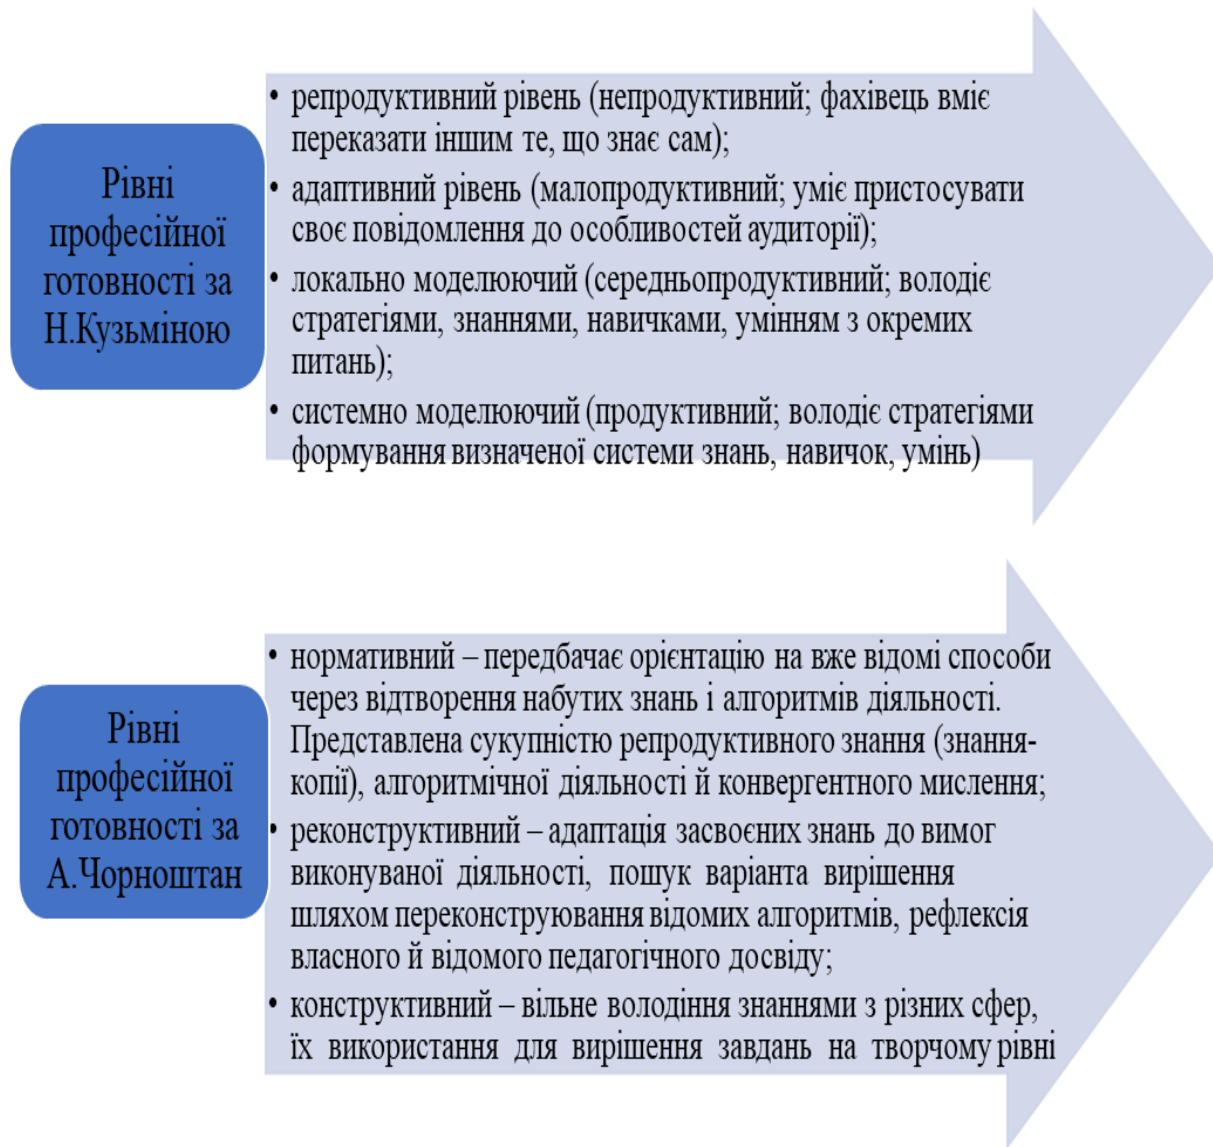 Рівні
професійної
готовності за
Н.Кузьміною
• репродуктивний рівень (непродуктивний; фахівець вміє
переказати іншим те, що знає сам);
• адаптивний рівень (малопродуктивний; уміє пристосувати
своє повідомлення до особливостей аудиторії);
• локально моделюючий (середньопродуктивний; володіє
стратегіями, знаннями, навичками, умінням з окремих
питань);
• системно моделюючий (продуктивний; володіє стратегіями
формування визначеної системи знань, навичок, умінь)
Рівні
професійної
готовності за
А.Чорноштан
• нормативний – передбачає орієнтацію на вже відомі способи
через відтворення набутих знань і алгоритмів діяльності.
Представлена сукупністю репродуктивного знання (знання-
копії), алгоритмічної діяльності й конвергентного мислення;
• реконструктивний – адаптація засвоєних знань до вимог
виконуваної діяльності, пошук варіанта вирішення
шляхом переконструювання відомих алгоритмів, рефлексія
власного й відомого педагогічного досвіду;
• конструктивний – вільне володіння знаннями з різних сфер,
їх використання для вирішення завдань на творчому рівні